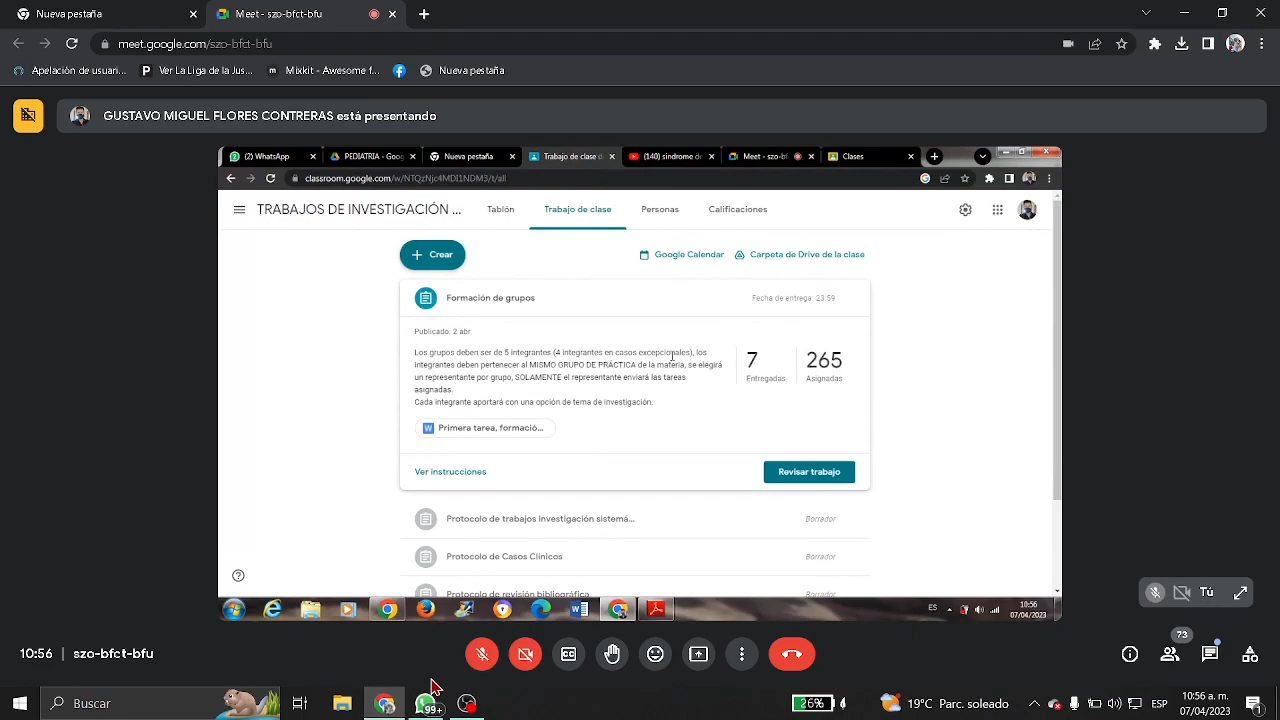 Nueva pestaña
Meet - szo-bfct-bfu
meet.google.com/szo-bfct-bfu
Aplicación de desa...
Ver liga de la jus...
Mixkit - Awesome f...
Nueva pestaña
GUSTAVO MIGUEL FLORES CONTRERAS está presentando
(2) WhatsApp
Nueva pestaña
Trabajo de clase d
(140) síndrome d
Meet - szo-b
Clases
classroom.google.com/w/NTQzNjc4MDI1NDM3/t/all
TRABAJOS DE INVESTIGACIÓN ...
Tablón
Trabajo de clase
Personas
Calificaciones
Crear
Google Calendar
Carpeta de Drive de la clase
Formación de grupos
Fecha de entrega: 23:59
Publicado: 2 abr
Los grupos deben ser de 5 integrantes (4 integrantes en casos excepcionales), los
integrantes deben pertenecer al MISMO GRUPO DE PRÁCTICA de la materia, se elegirá
un representante por grupo, SOLAMENTE el representante enviará las tareas
asignadas.
Cada integrante aportará con una opción de tema de investigación.
7
Entregadas
265
Asignadas
Primera tarea, formació...
Ver instrucciones
Revisar trabajo
Protocolo de trabajos investigación sistemá...
Borrador
Protocolo de Casos Clínicos
Borrador
Protocolo de revisión bibliográfica
Borrador
ES
10:56
07/04/2023
Tú
10:56
szo-bfct-bfu
73
Buscar
99+
26%
19°C Parc. soleado
10:56 a. m.
07/04/2023